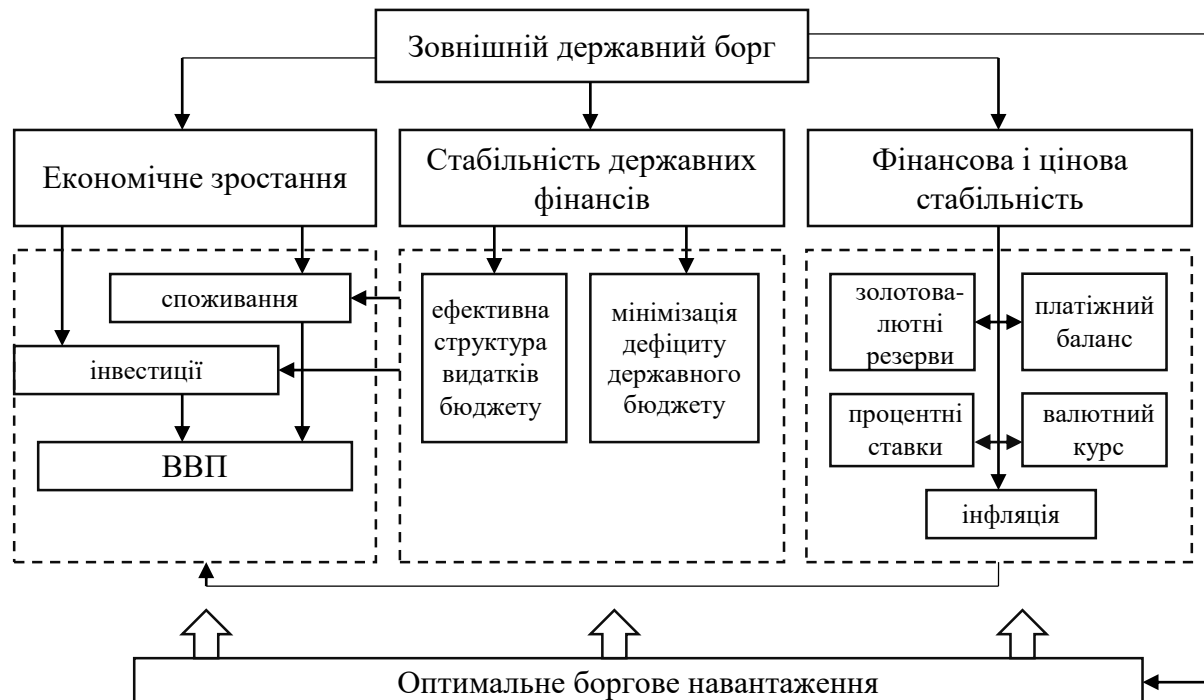 Зовнішній державний борг
Економічне зростання
Стабільність державних
фінансів
Фінансова і цінова
стабільність
споживання
інвестиції
ВВП
ефективна
структура
видатків
бюджету
мінімізація
дефіциту
державного
бюджету
золотова-
лютні
резерви
платіжний
баланс
процентні
ставки
валютний
курс
інфляція
Оптимальне боргове навантаження